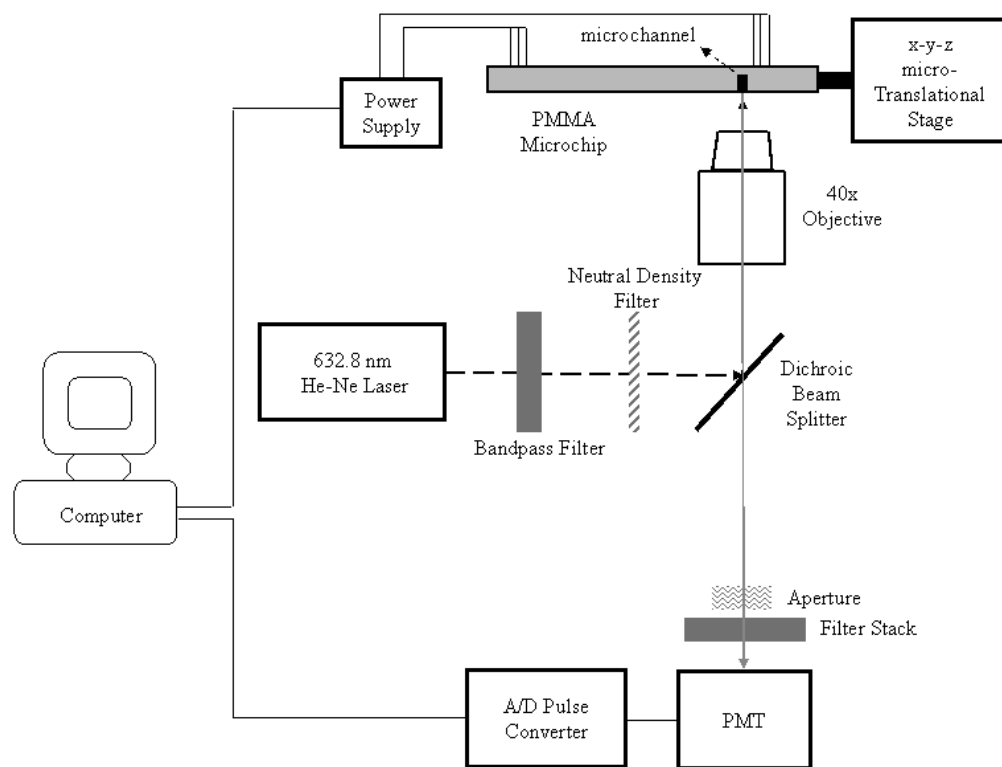 microchannel
x-y-z
micro-
Translational
Stage
Power
Supply
PMMA
Microchip
40x
Objective
Neutral Density
Filter
632.8 nm
He-Ne Laser
Dichroic
Beam
Splitter
Bandpass Filter
Computer
Aperture
Filter Stack
A/D Pulse
Converter
PMT